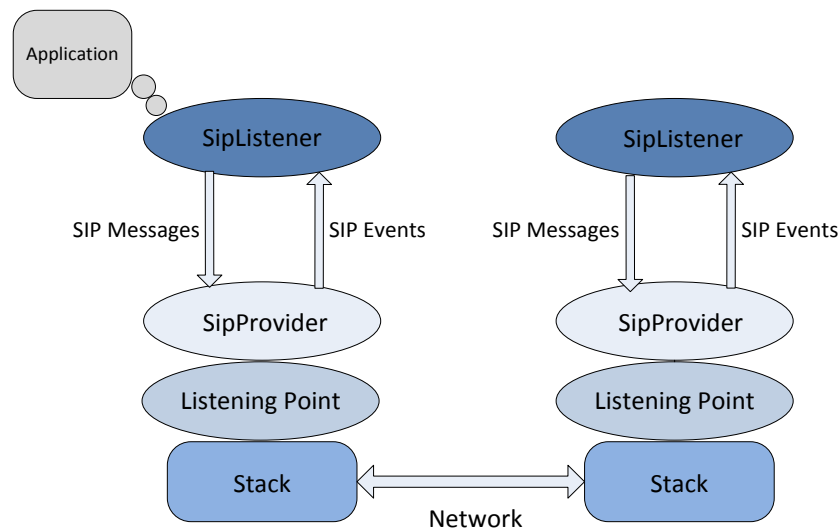 Application
SipListener
SipListener
SIP Messages
SIP Events
SIP Messages
SIP Events
SipProvider
SipProvider
Listening Point
Listening Point
Stack
Stack
Network